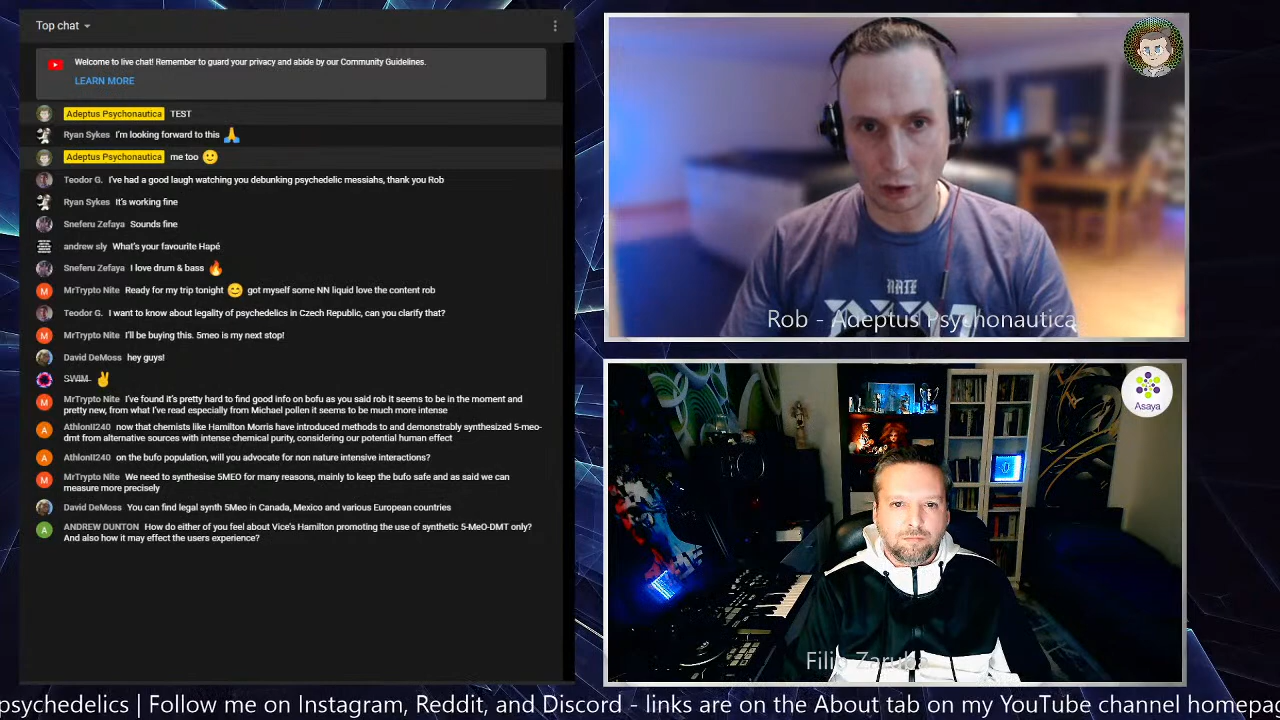 Top chat
Welcome to live chat! Remember to guard your privacy and abide by our Community Guidelines.
LEARN MORE
Adeptus Psychonautica TEST
Ryan Sykes I'm looking forward to this 🙏
Adeptus Psychonautica me too 🙂
Teodor G. I've had a good laugh watching you debunking psychedelic messiahs, thank you Rob
Ryan Sykes It's working fine
Sneferu Zefaya Sounds fine
andrew sly What's your favourite Hapé
Sneferu Zefaya I love drum & bass 🔥
MrTrypto Nite Ready for my trip tonight 😊 got myself some NN liquid love the content rob
Teodor G. I want to know about legality of psychedelics in Czech Republic, can you clarify that?
MrTrypto Nite I'll be buying this. 5meo is my next stop!
David DeMoss hey guys!
S̶W̶I̶M̶ ✌
MrTrypto Nite I've found it's pretty hard to find good info on bofu as you said rob it seems to be in the moment and
pretty new, from what I've read especially from Michael pollen it seems to be much more intense
AthlonII240 now that chemists like Hamilton Morris have introduced methods to and demonstrably synthesized 5-meo-
dmt from alternative sources with intense chemical purity, considering our potential human effect
AthlonII240 on the bufo population, will you advocate for non nature intensive interactions?
MrTrypto Nite We need to synthesise 5MEO for many reasons, mainly to keep the bufo safe and as said we can
measure more precisely
David DeMoss You can find legal synth 5Meo in Canada, Mexico and various European countries
ANDREW DUNTON How do either of you feel about Vice's Hamilton promoting the use of synthetic 5-MeO-DMT only?
And also how it may effect the users experience?
HATE
Rob - Adeptus Psychonautica
Asaya
Filip Zaruba
psychedelics | Follow me on Instagram, Reddit, and Discord - links are on the About tab on my YouTube channel homepag